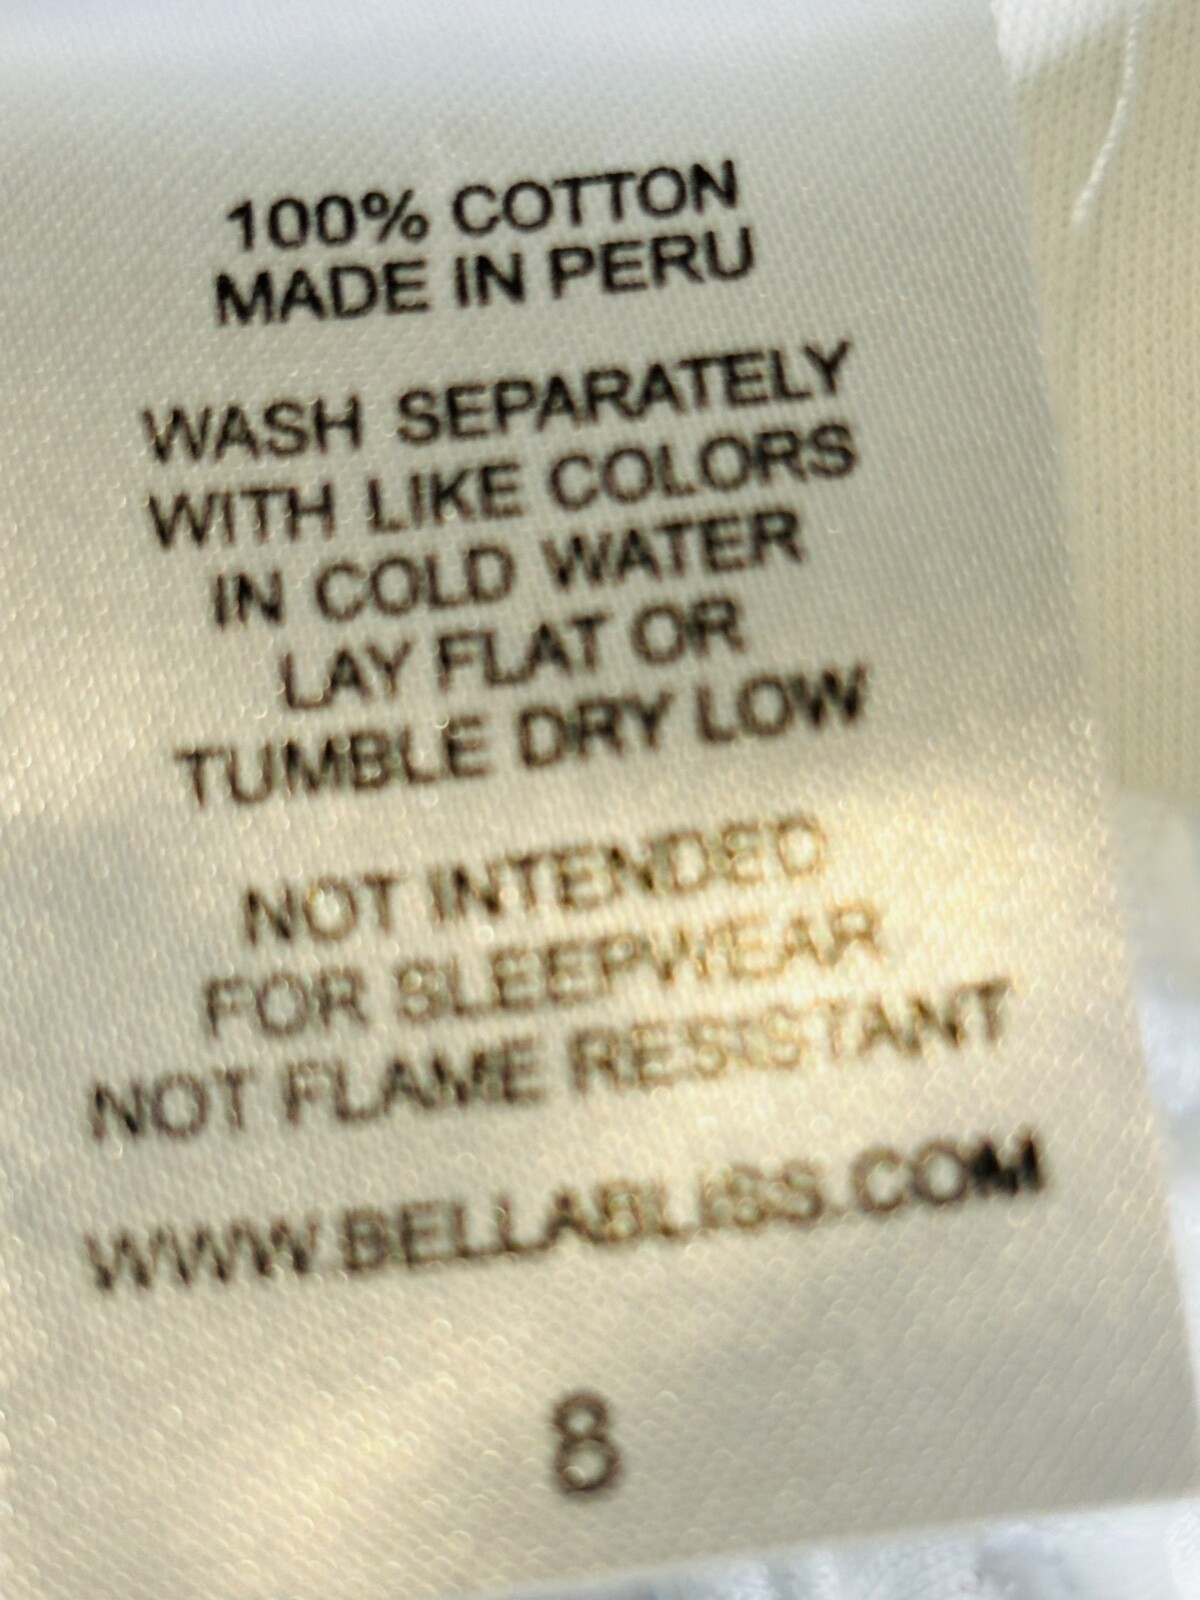 100% COTTON
MADE IN PERU
WASH SEPARATELY
WITH LIKE COLORS
IN COLD WATER
LAY FLAT OR
TUMBLE DRY LOW
NOT INTENDED
FOR SLEEPWEAR
NOT FLAME RESISTANT
WWW.BELLABLISS.COM
8